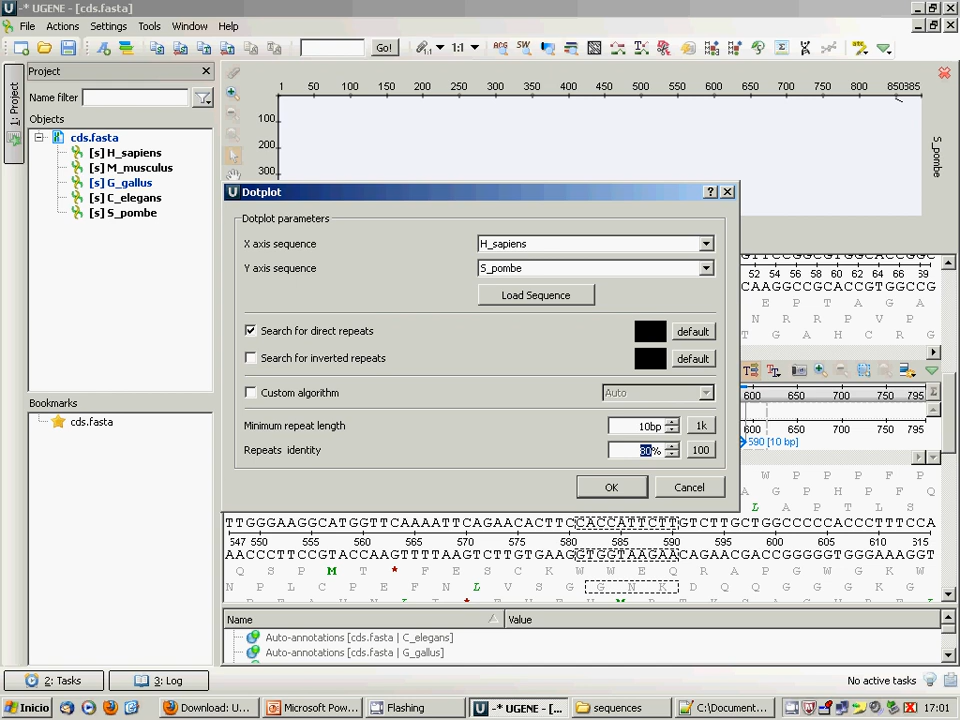 -* UGENE - [cds.fasta]
File Actions Settings Tools Window Help
Go! 1:1
1: Project
Project
Name filter
Objects
cds.fasta
[s] H_sapiens
[s] M_musculus
[s] G_gallus
[s] C_elegans
[s] S_pombe
Bookmarks
cds.fasta
1 50 100 150 200 250 300 350 400 450 500 550 600 650 700 750 800 850885
100
200
300
S_pombe
Dotplot
Dotplot parameters
X axis sequence H_sapiens
Y axis sequence S_pombe
Load Sequence
Search for direct repeats default
Search for inverted repeats default
Custom algorithm Auto
Minimum repeat length 10bp 1k
Repeats identity 80% 100
OK Cancel
52 54 56 58 60 62 64 66 69
CAAGGCCGCACCGTGGCCG
E P T A G A
N R R P V P
T G A H C R G
600 650 700 750 795
600 650 700 750 795
590 [10 bp]
W P P P P F
A G P H P F Q
L A P T L S
TTGGGAAGGCATGGTTCAAAATTCAGAACACTTCCACCATTCTTGTCTTGCTGGCCCCCACCCTTTCCA
547 550 555 560 565 570 575 580 585 590 595 600 605 610 615
AACCCTTCCGTACCAAGTTTTAAGTCTTGTGAAGGTGGTAAGAACAGAACGACCGGGGGTGGGAAAGGT
Q S P M * F E S C K W W E Q R A P G W G K W
N P L C P E F N L V S G G N K D Q Q G G G K G
Name Value
Auto-annotations [cds.fasta | C_elegans]
Auto-annotations [cds.fasta | G_gallus]
2: Tasks 3: Log No active tasks
Inicio Download: U... Microsoft Pow... Flashing -* UGENE - [... sequences C:\Document... 17:01